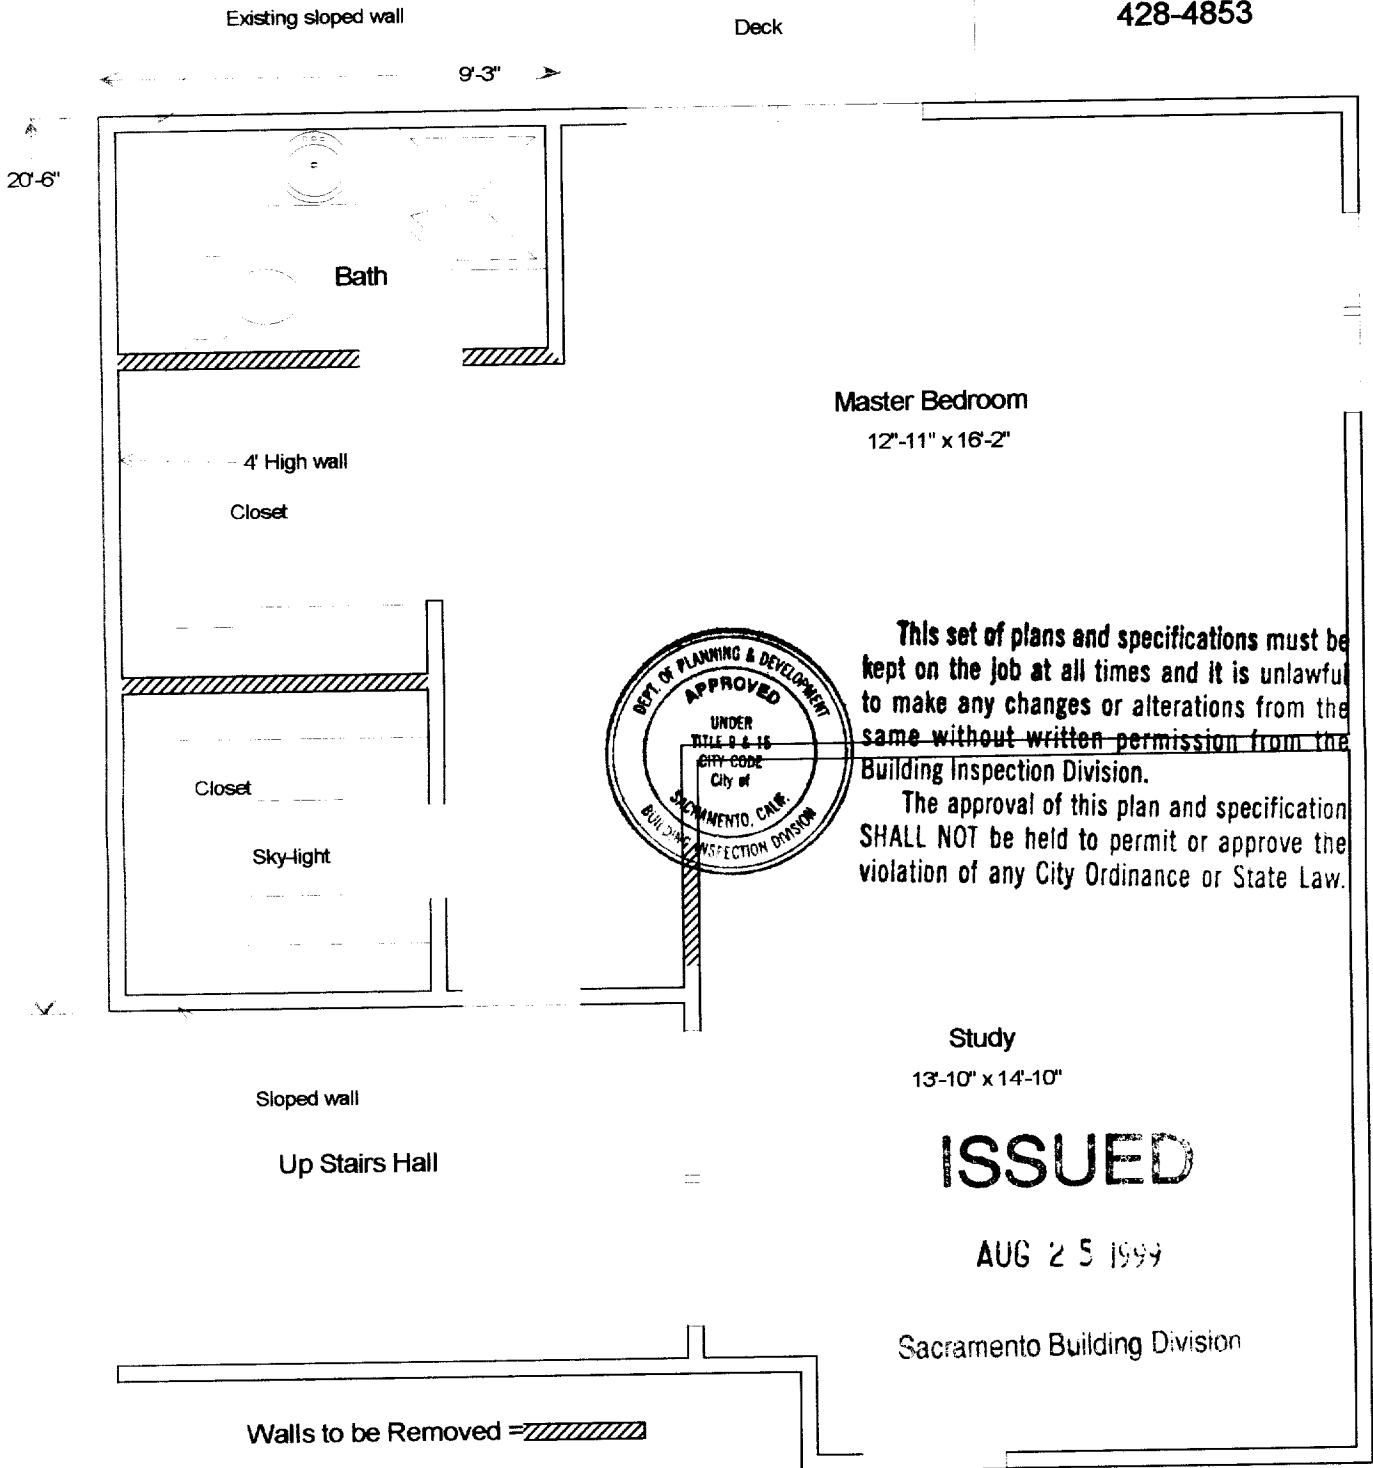 Existing sloped wall
Deck
428-4853
9'-3"
20'-6"
Bath
Master Bedroom
12"-11" x 16'-2"
4' High wall
Closet
This set of plans and specifications must be
kept on the job at all times and it is unlawful
to make any changes or alterations from the
same without written permission from the
Building Inspection Division.
The approval of this plan and specification
SHALL NOT be held to permit or approve the
violation of any City Ordinance or State Law.
DEPT. OF PLANNING & DEVELOPMENT
APPROVED
UNDER
TITLE 9 & 15
CITY CODE
City of
SACRAMENTO, CALIF.
BUILDING INSPECTION DIVISION
Closet
Sky-light
Study
13'-10" x 14'-10"
Sloped wall
Up Stairs Hall
ISSUED
AUG 25 1999
Sacramento Building Division
Walls to be Removed =